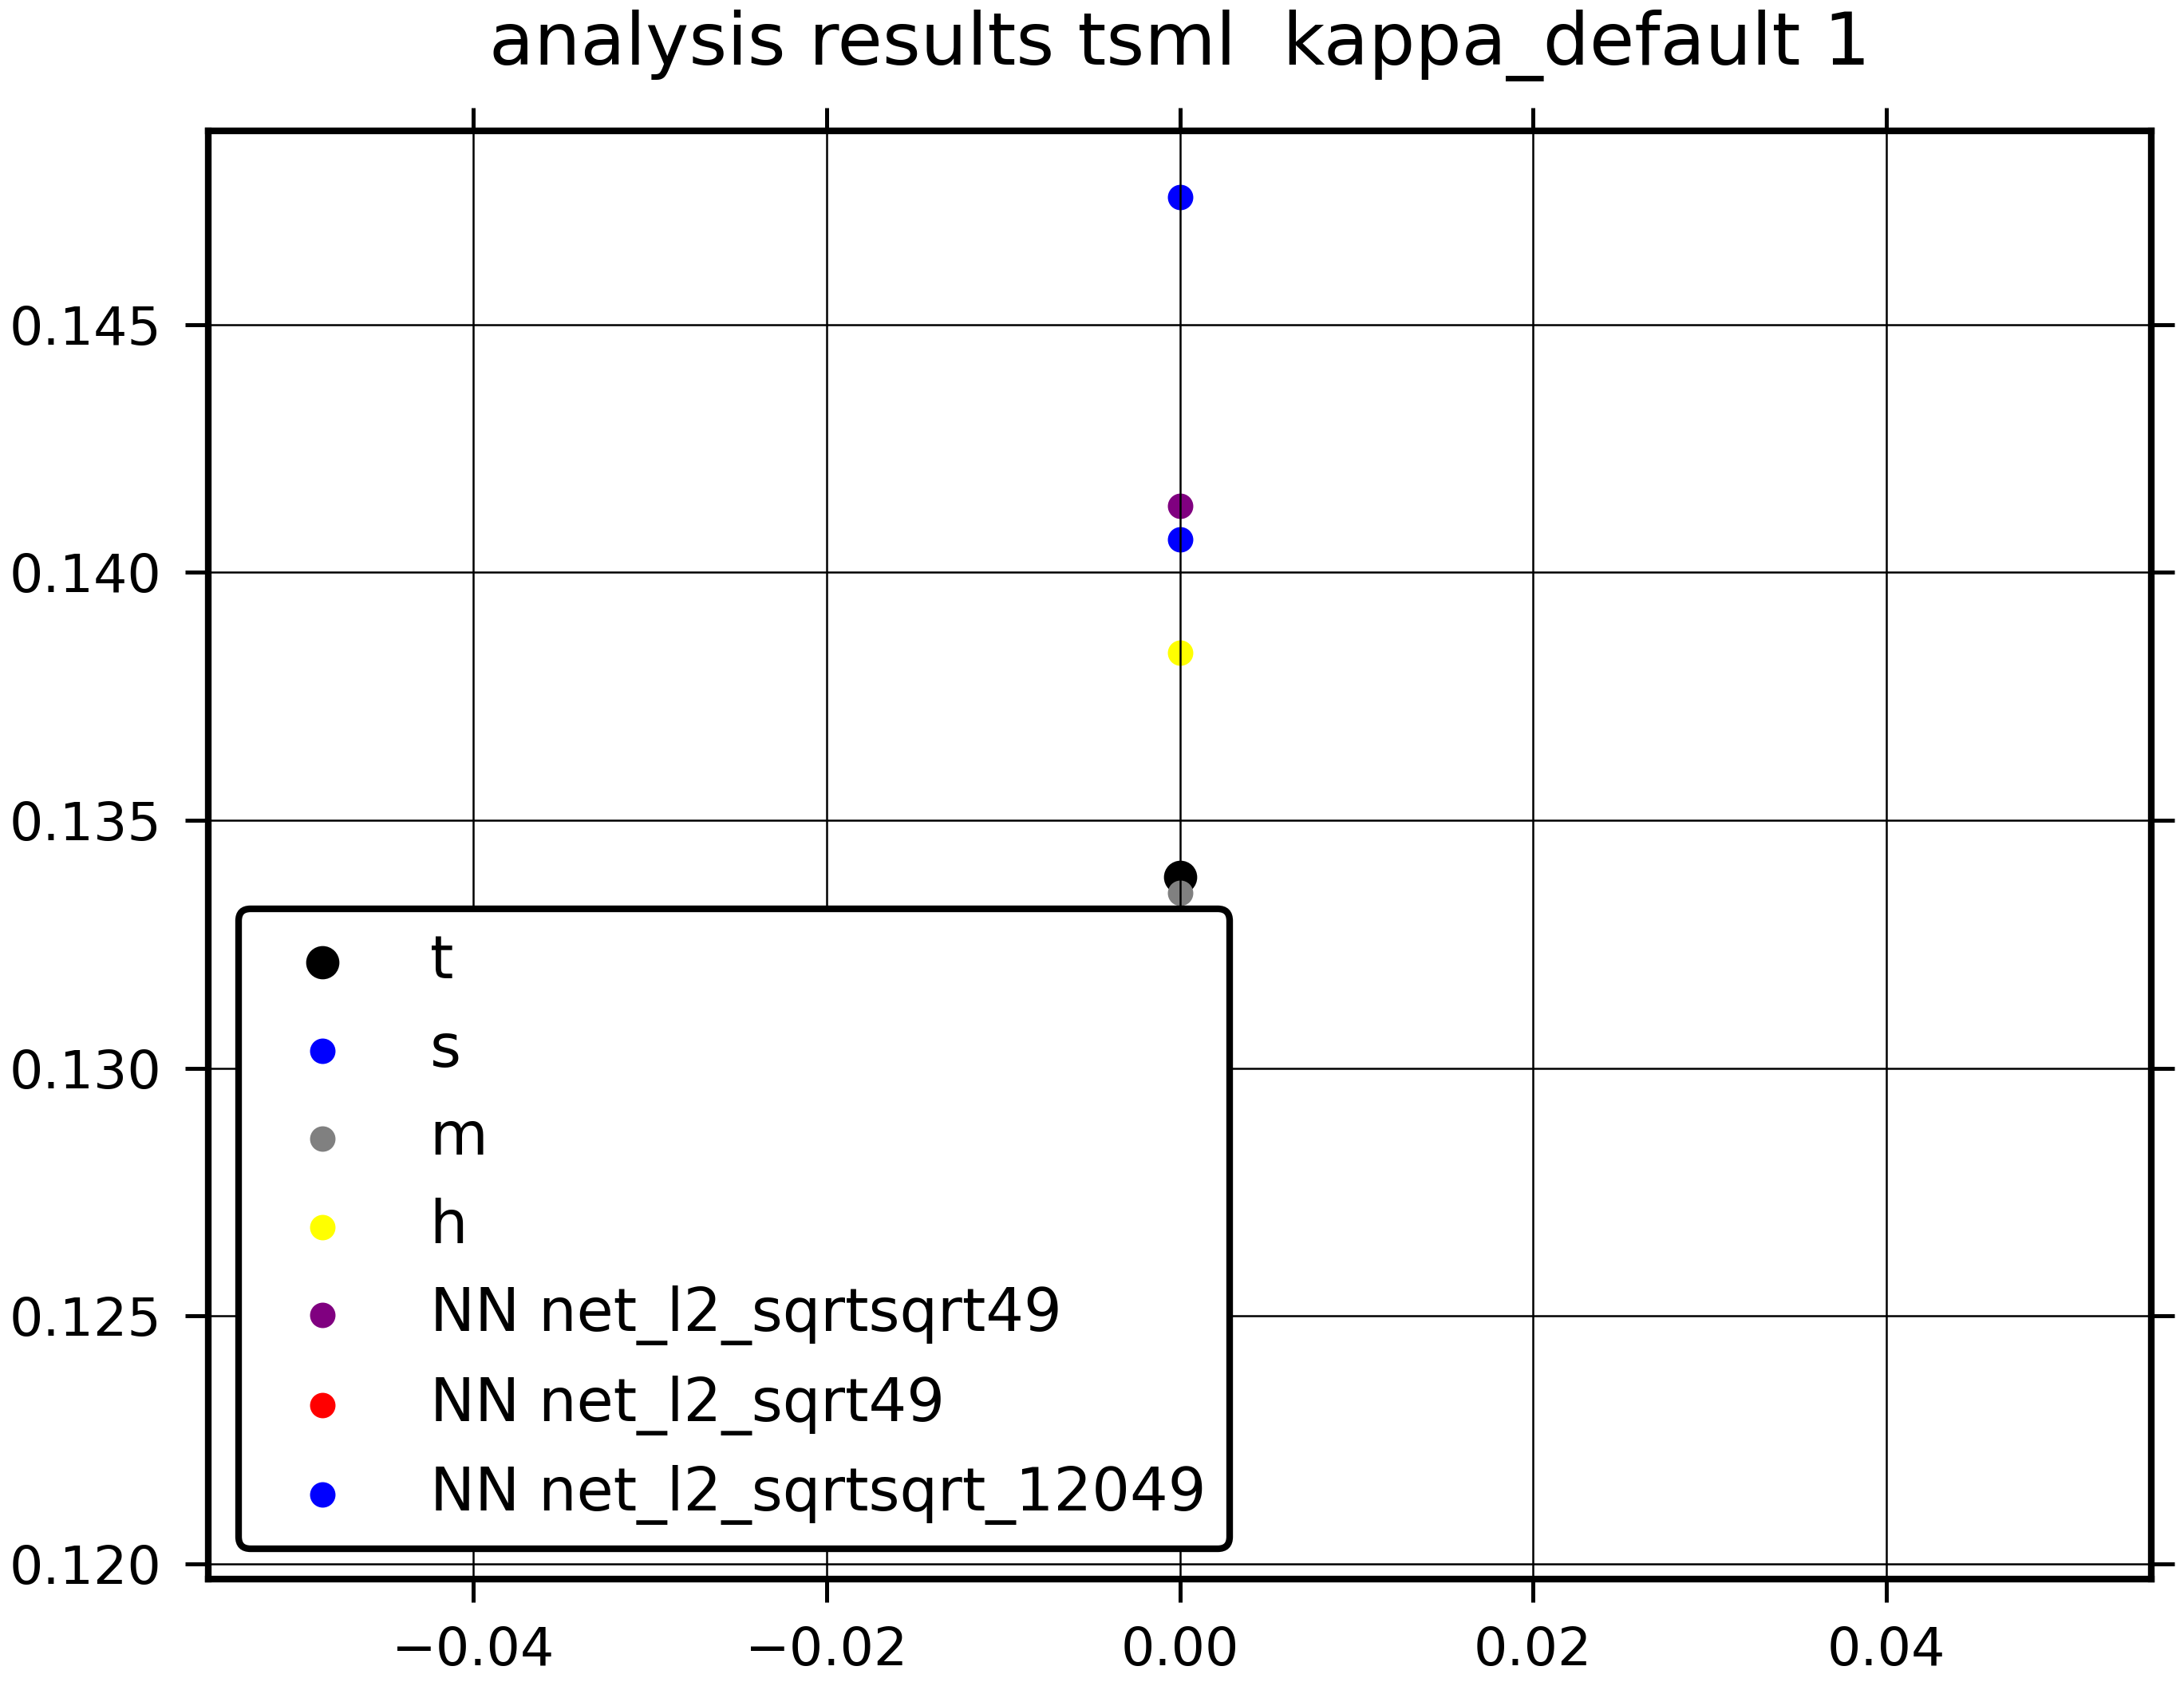 analysis results tsml  kappa_default 1
0.145
0.140
0.135
0.130
0.125
0.120
t
s
m
h
NN net_l2_sqrtsqrt49
NN net_l2_sqrt49
NN net_l2_sqrtsqrt_12049
−0.04
−0.02
0.00
0.02
0.04